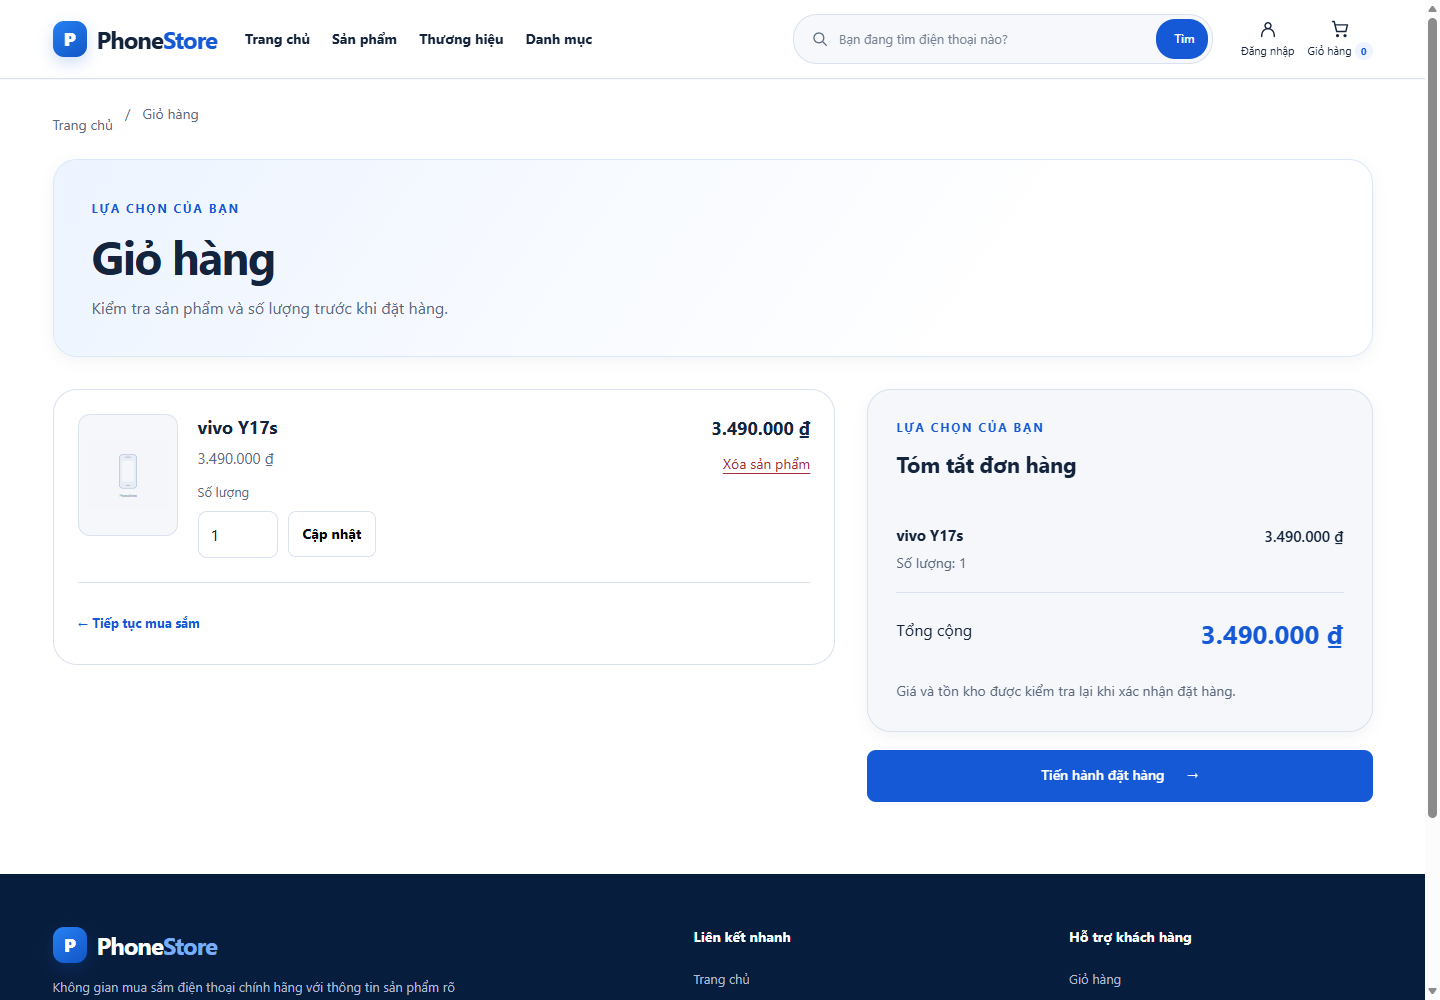 P PhoneStore Trang chủ Sản phẩm Thương hiệu Danh mục Bạn đang tìm điện thoại nào? Tìm Đăng nhập Giỏ hàng 0
Trang chủ / Giỏ hàng
LỰA CHỌN CỦA BẠN
Giỏ hàng
Kiểm tra sản phẩm và số lượng trước khi đặt hàng.
vivo Y17s 3.490.000 ₫
3.490.000 ₫ Xóa sản phẩm
Số lượng
1 Cập nhật
← Tiếp tục mua sắm
LỰA CHỌN CỦA BẠN
Tóm tắt đơn hàng
vivo Y17s 3.490.000 ₫
Số lượng: 1
Tổng cộng 3.490.000 ₫
Giá và tồn kho được kiểm tra lại khi xác nhận đặt hàng.
Tiến hành đặt hàng →
P PhoneStore
Không gian mua sắm điện thoại chính hãng với thông tin sản phẩm rõ
Liên kết nhanh
Trang chủ
Hỗ trợ khách hàng
Giỏ hàng